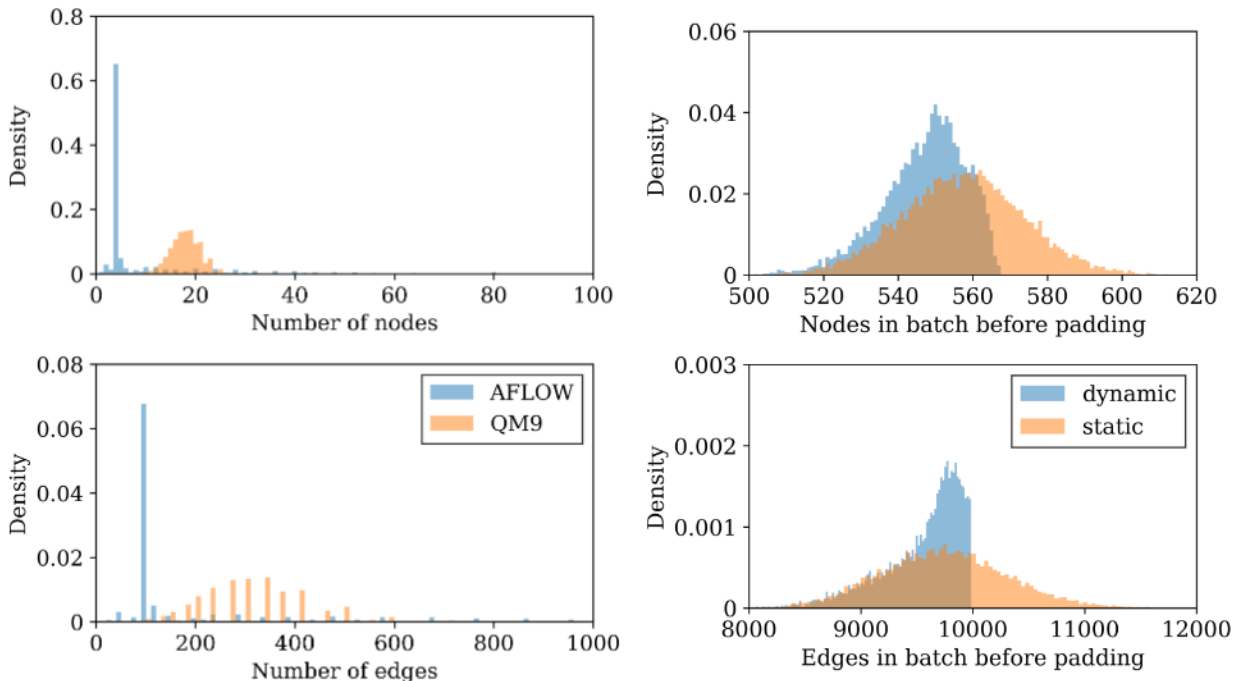 0.8
0.6
0.4
0.2
0
Density
0 20 40 60 80 100
Number of nodes
0.06
0.04
0.02
0
Density
500 520 540 560 580 600 620
Nodes in batch before padding
0.08
0.06
0.04
0.02
0
Density
AFLOW
QM9
0 200 400 600 800 1000
Number of edges
0.003
0.002
0.001
0
Density
dynamic
static
8000 9000 10000 11000 12000
Edges in batch before padding